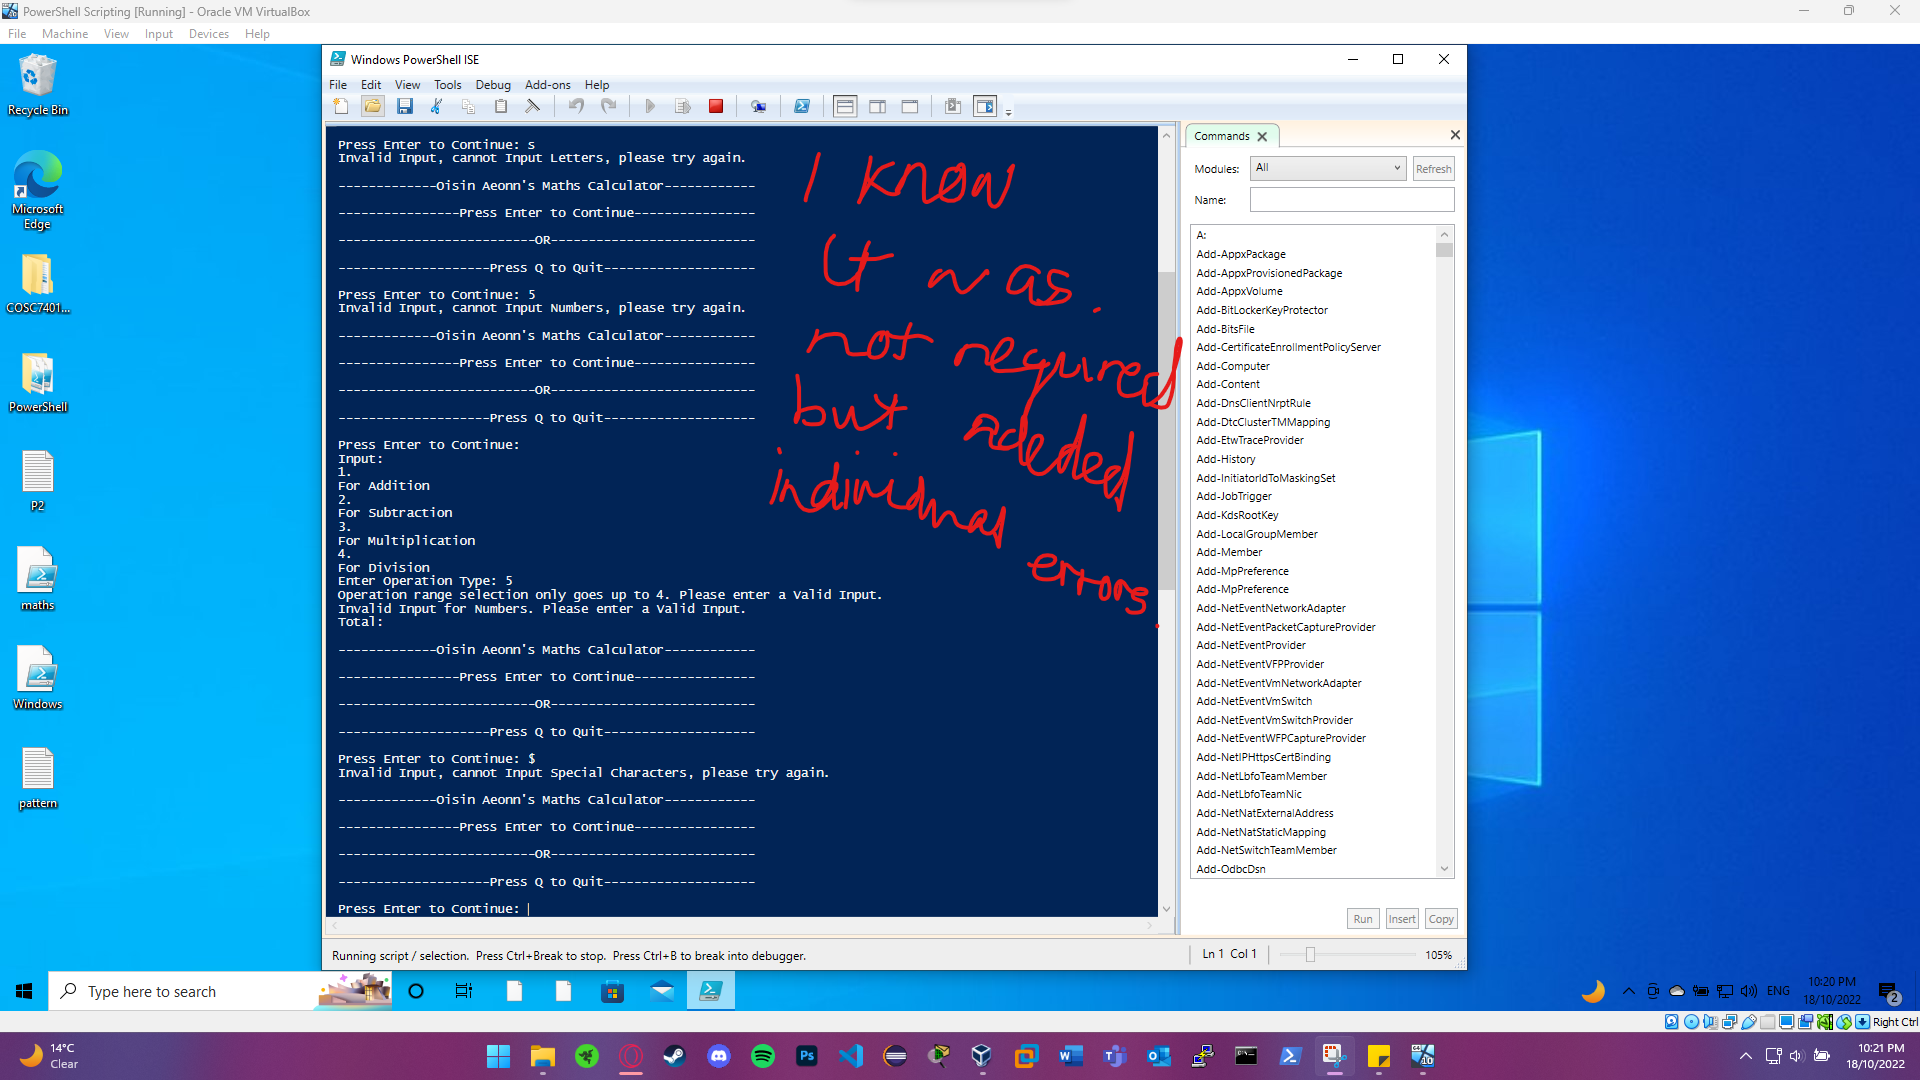 PowerShell Scripting [Running] - Oracle VM VirtualBox
File Machine View Input Devices Help
Recycle Bin
Microsoft
Edge
COSC7401...
PowerShell
P2
maths
Windows
pattern
Windows PowerShell ISE
File Edit View Tools Debug Add-ons Help
Press Enter to Continue: s
Invalid Input, cannot Input Letters, please try again.
-------------Oisin Aeonn's Maths Calculator------------
----------------Press Enter to Continue----------------
--------------------------OR---------------------------
--------------------Press Q to Quit--------------------
Press Enter to Continue: 5
Invalid Input, cannot Input Numbers, please try again.
-------------Oisin Aeonn's Maths Calculator------------
----------------Press Enter to Continue----------------
--------------------------OR---------------------------
--------------------Press Q to Quit--------------------
Press Enter to Continue:
Input:
1.
For Addition
2.
For Subtraction
3.
For Multiplication
4.
For Division
Enter Operation Type: 5
Operation range selection only goes up to 4. Please enter a Valid Input.
Invalid Input for Numbers. Please enter a Valid Input.
Total:
-------------Oisin Aeonn's Maths Calculator------------
----------------Press Enter to Continue----------------
--------------------------OR---------------------------
--------------------Press Q to Quit--------------------
Press Enter to Continue: $
Invalid Input, cannot Input Special Characters, please try again.
-------------Oisin Aeonn's Maths Calculator------------
----------------Press Enter to Continue----------------
--------------------------OR---------------------------
--------------------Press Q to Quit--------------------
Press Enter to Continue:
I know
It was.
not required
but added
individual
errors.
Commands
Modules: All Refresh
Name:
A:
Add-AppxPackage
Add-AppxProvisionedPackage
Add-AppxVolume
Add-BitLockerKeyProtector
Add-BitsFile
Add-CertificateEnrollmentPolicyServer
Add-Computer
Add-Content
Add-DnsClientNrptRule
Add-DtcClusterTMMapping
Add-EtwTraceProvider
Add-History
Add-InitiatorIdToMaskingSet
Add-JobTrigger
Add-KdsRootKey
Add-LocalGroupMember
Add-Member
Add-MpPreference
Add-MpPreference
Add-NetEventNetworkAdapter
Add-NetEventPacketCaptureProvider
Add-NetEventProvider
Add-NetEventVFPProvider
Add-NetEventVmNetworkAdapter
Add-NetEventVmSwitch
Add-NetEventVmSwitchProvider
Add-NetEventWFPCaptureProvider
Add-NetIPHttpsCertBinding
Add-NetLbfoTeamMember
Add-NetLbfoTeamNic
Add-NetNatExternalAddress
Add-NetNatStaticMapping
Add-NetSwitchTeamMember
Add-OdbcDsn
Run Insert Copy
Running script / selection. Press Ctrl+Break to stop. Press Ctrl+B to break into debugger.
Ln 1 Col 1
105%
Type here to search
ENG
10:20 PM
18/10/2022
2
Right Ctrl
14°C
Clear
10:21 PM
18/10/2022